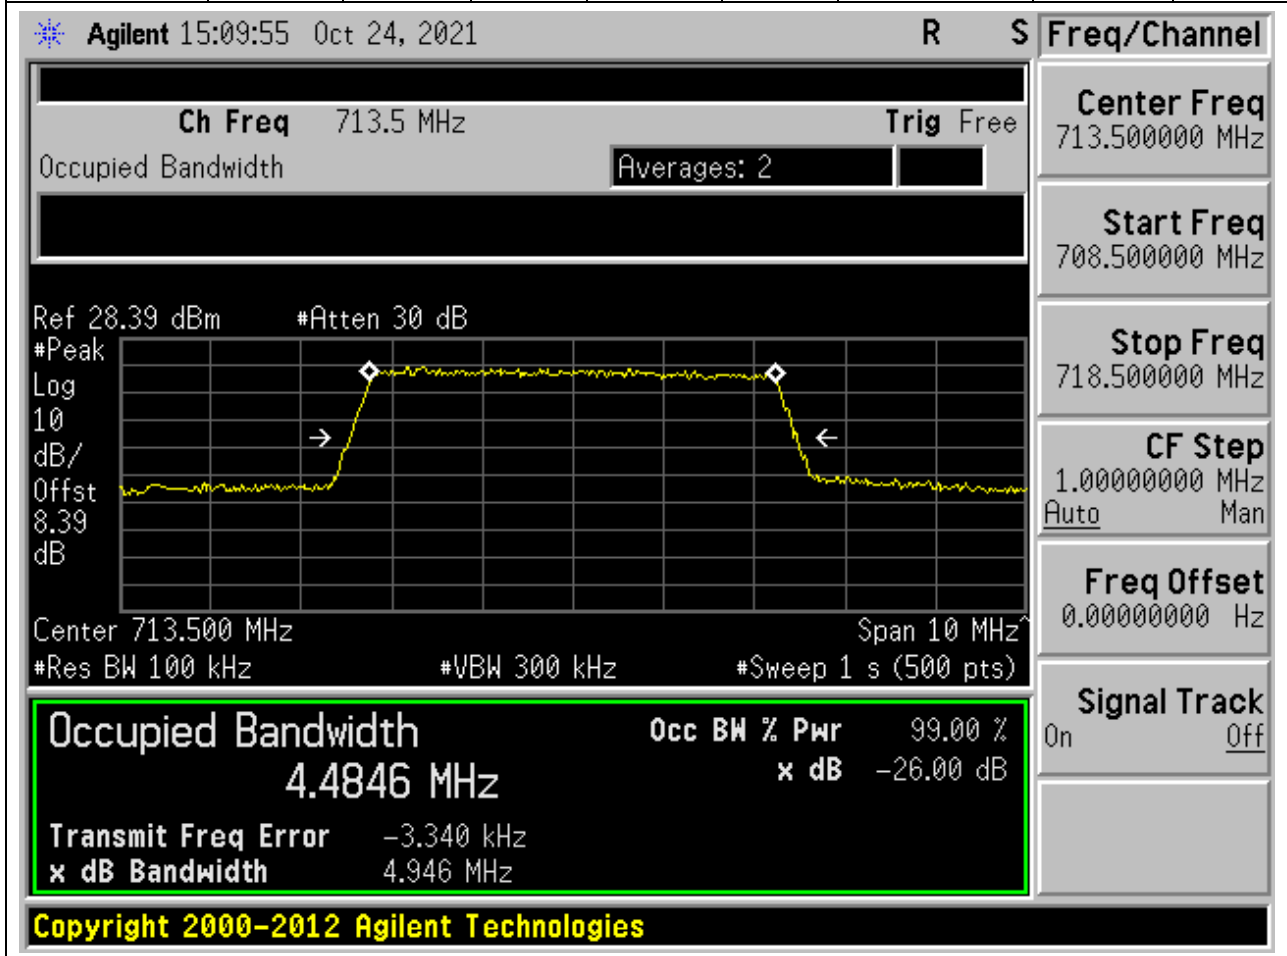 Agilent 15:09:55 Oct 24, 2021 R S
Freq/Channel
Ch Freq 713.5 MHz Trig Free
Occupied Bandwidth Averages: 2
Ref 28.39 dBm #Atten 30 dB
#Peak
Log
10
dB/
Offst
8.39
dB
Center 713.500 MHz Span 10 MHz^
#Res BW 100 kHz #VBW 300 kHz #Sweep 1 s (500 pts)
Occupied Bandwidth Occ BW % Pwr 99.00 %
4.4846 MHz x dB -26.00 dB
Transmit Freq Error -3.340 kHz
x dB Bandwidth 4.946 MHz
Copyright 2000-2012 Agilent Technologies
Center Freq
713.500000 MHz
Start Freq
708.500000 MHz
Stop Freq
718.500000 MHz
CF Step
1.00000000 MHz
Auto Man
Freq Offset
0.00000000 Hz
Signal Track
On Off